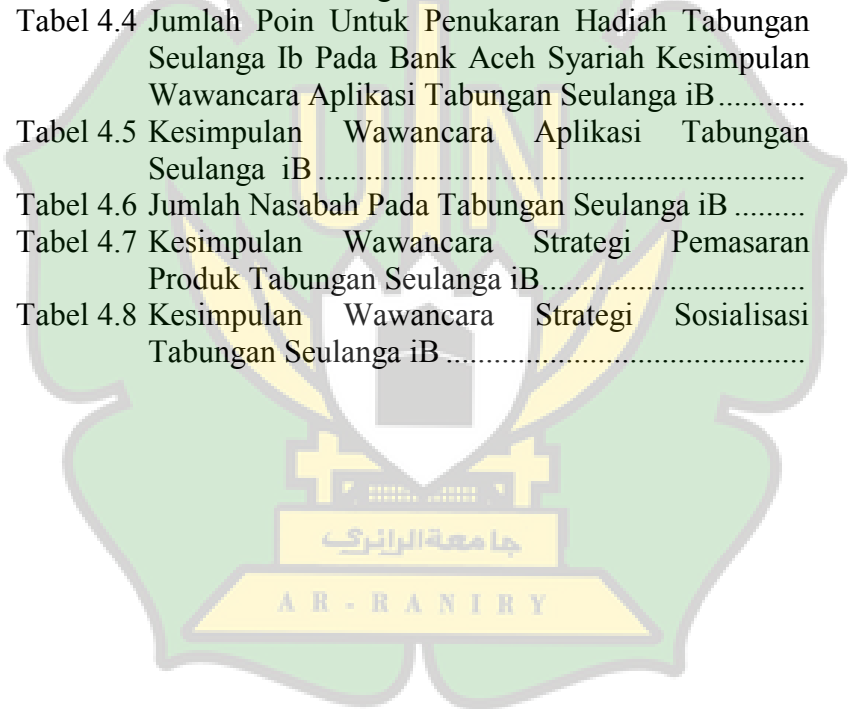 Tabel 4.4 Jumlah Poin Untuk Penukaran Hadiah Tabungan
Seulanga Ib Pada Bank Aceh Syariah Kesimpulan
Wawancara Aplikasi Tabungan Seulanga iB...........
Tabel 4.5 Kesimpulan Wawancara Aplikasi Tabungan
Seulanga iB.............................................................
Tabel 4.6 Jumlah Nasabah Pada Tabungan Seulanga iB.........
Tabel 4.7 Kesimpulan Wawancara Strategi Pemasaran
Produk Tabungan Seulanga iB.................................
Tabel 4.8 Kesimpulan Wawancara Strategi Sosialisasi
Tabungan Seulanga iB.............................................
UIN
جامعة الرانري
AR-RANIRY